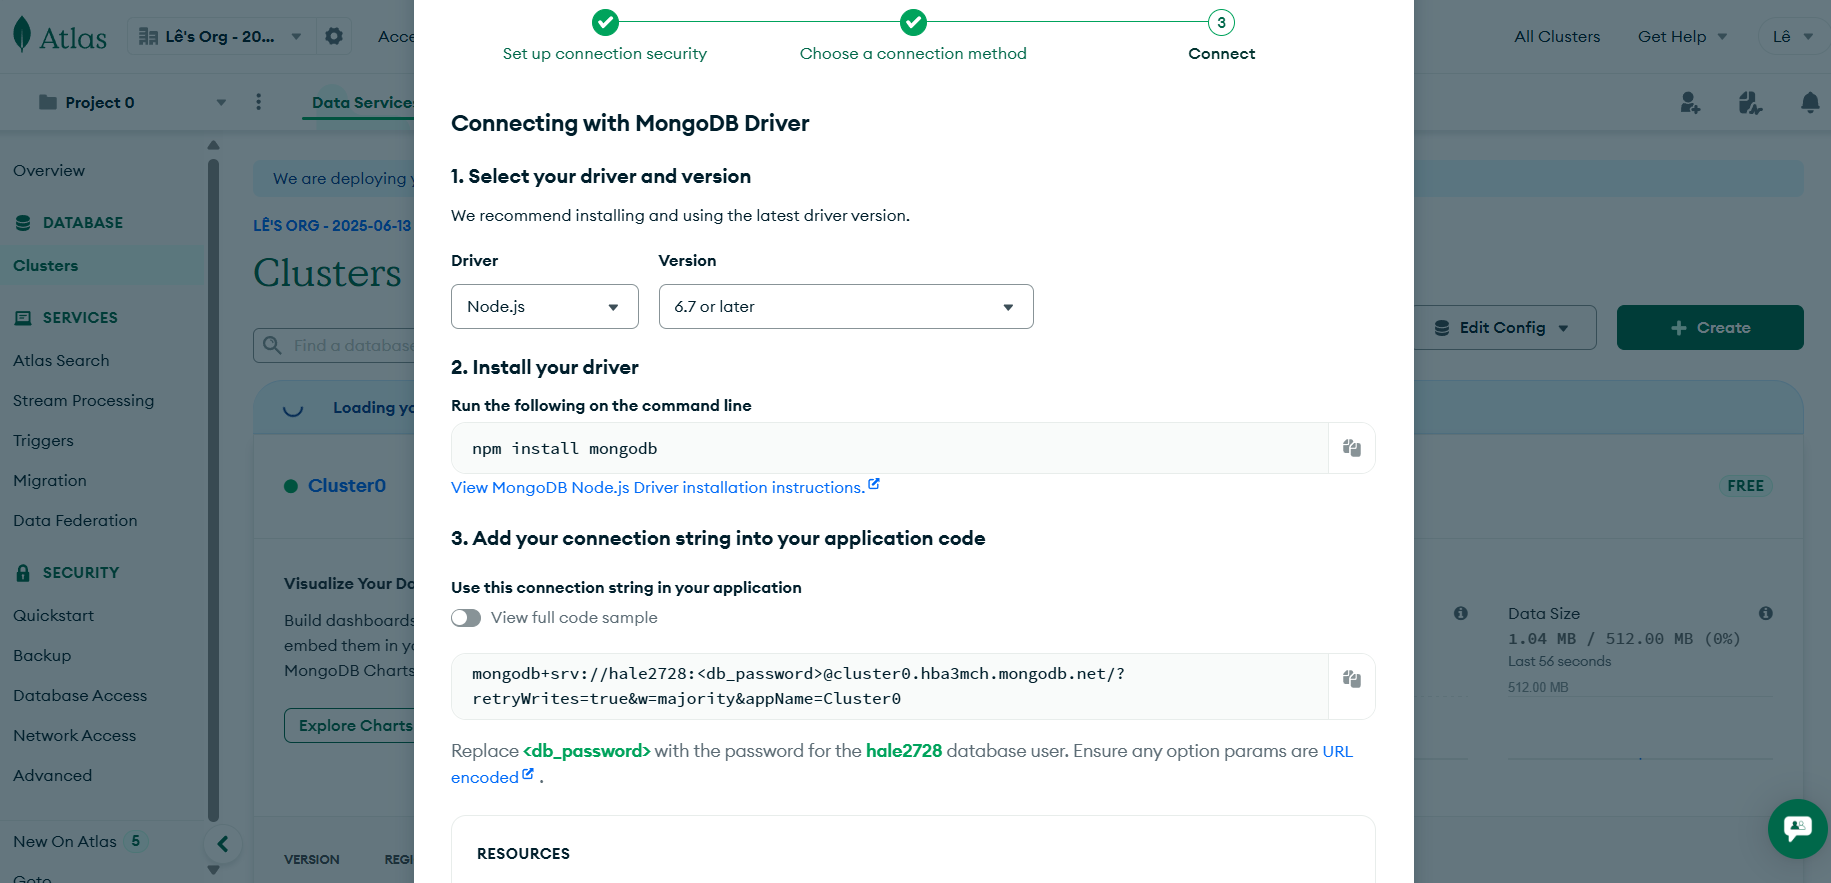 Atlas
Lê's Org - 20...
Acce
All Clusters
Get Help
Lê
Project 0
Data Services
Overview
DATABASE
Clusters
SERVICES
Atlas Search
Stream Processing
Triggers
Migration
Data Federation
SECURITY
Quickstart
Backup
Database Access
Network Access
Advanced
New On Atlas 5
Goto
We are deploying y
LÊ'S ORG - 2025-06-13
Clusters
Find a database
Edit Config
Create
Loading yo
Cluster0
FREE
Visualize Your Da
Build dashboards
embed them in yo
MongoDB Charts
Explore Charts
Data Size
1.04 MB / 512.00 MB (0%)
Last 56 seconds
512.00 MB
VERSION
REGI
Set up connection security
Choose a connection method
3
Connect
Connecting with MongoDB Driver
1. Select your driver and version
We recommend installing and using the latest driver version.
Driver
Version
Node.js
6.7 or later
2. Install your driver
Run the following on the command line
npm install mongodb
View MongoDB Node.js Driver installation instructions.
3. Add your connection string into your application code
Use this connection string in your application
View full code sample
mongodb+srv://hale2728:<db_password>@cluster0.hba3mch.mongodb.net/?
retryWrites=true&w=majority&appName=Cluster0
Replace <db_password> with the password for the hale2728 database user. Ensure any option params are URL
encoded .
RESOURCES